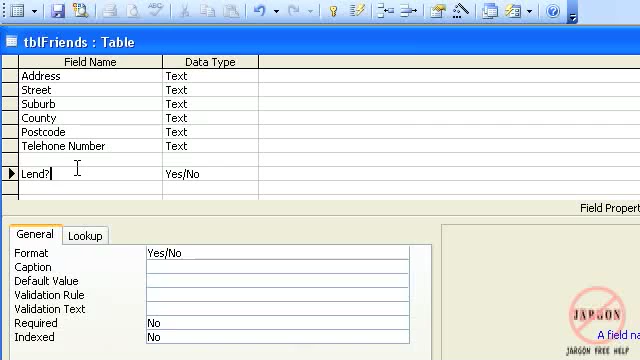 tblFriends : Table
Field Name Data Type
Address Text
Street Text
Suburb Text
County Text
Postcode Text
Telehone Number Text
Lend? Yes/No
Field Propert
General Lookup
Format Yes/No
Caption
Default Value
Validation Rule
Validation Text
Required No
Indexed No
JARGON
A field na
JARGON FREE HELP